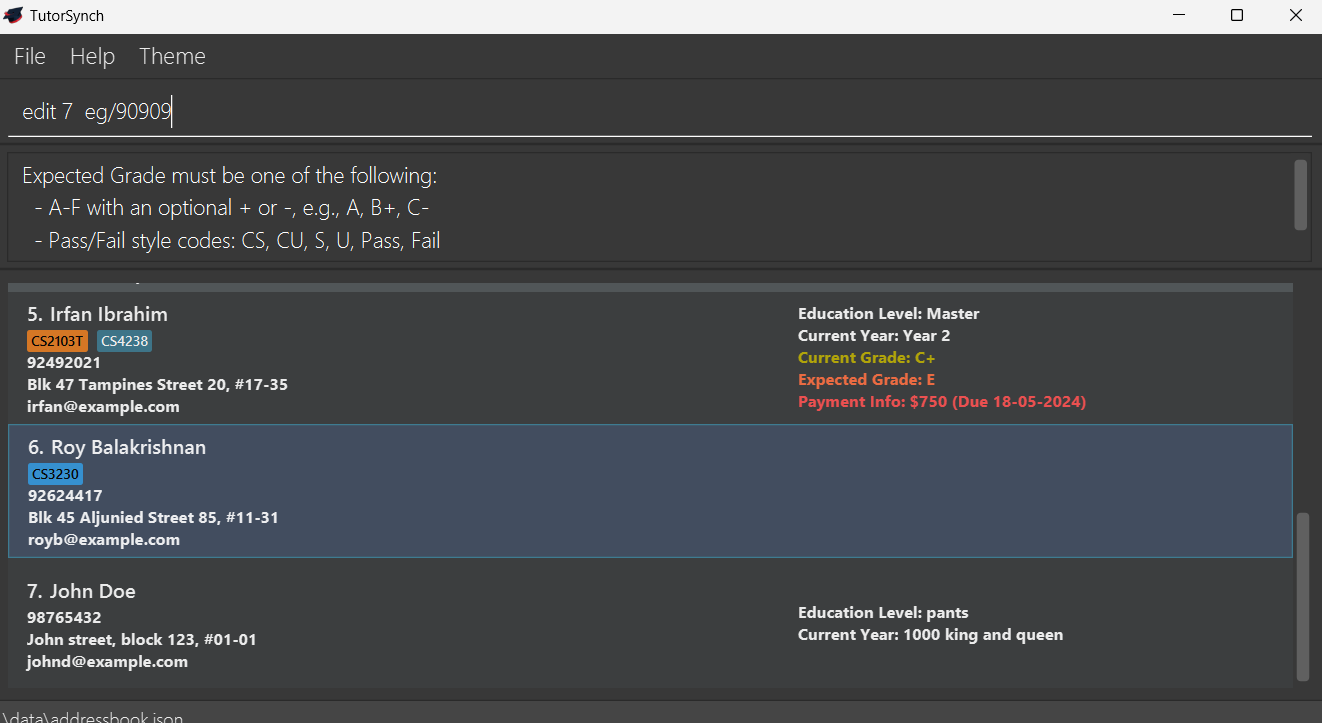 TutorSynch
File Help Theme
edit 7  eg/90909
Expected Grade must be one of the following:
- A-F with an optional + or -, e.g., A, B+, C-
- Pass/Fail style codes: CS, CU, S, U, Pass, Fail
5. Irfan Ibrahim
CS2103T CS4238
92492021
Blk 47 Tampines Street 20, #17-35
irfan@example.com
Education Level: Master
Current Year: Year 2
Current Grade: C+
Expected Grade: E
Payment Info: $750 (Due 18-05-2024)
6. Roy Balakrishnan
CS3230
92624417
Blk 45 Aljunied Street 85, #11-31
royb@example.com
7. John Doe
98765432
John street, block 123, #01-01
johnd@example.com
Education Level: pants
Current Year: 1000 king and queen
\data\addressbook.json